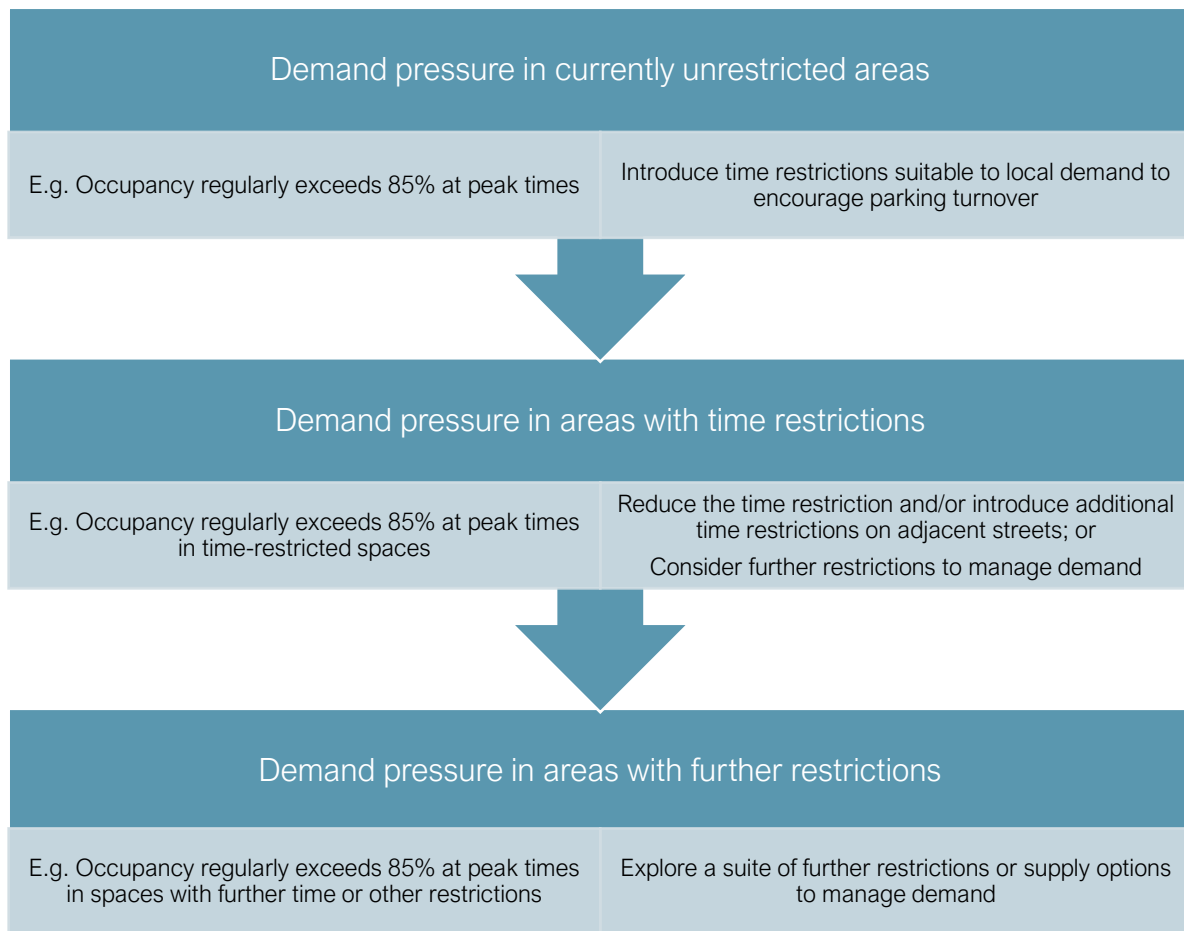 Demand pressure in currently unrestricted areas
E.g. Occupancy regularly exceeds 85% at peak times
Introduce time restrictions suitable to local demand to
encourage parking turnover
Demand pressure in areas with time restrictions
E.g. Occupancy regularly exceeds 85% at peak times
in time-restricted spaces
Reduce the time restriction and/or introduce additional
time restrictions on adjacent streets; or
Consider further restrictions to manage demand
Demand pressure in areas with further restrictions
E.g. Occupancy regularly exceeds 85% at peak times
in spaces with further time or other restrictions
Explore a suite of further restrictions or supply options
to manage demand